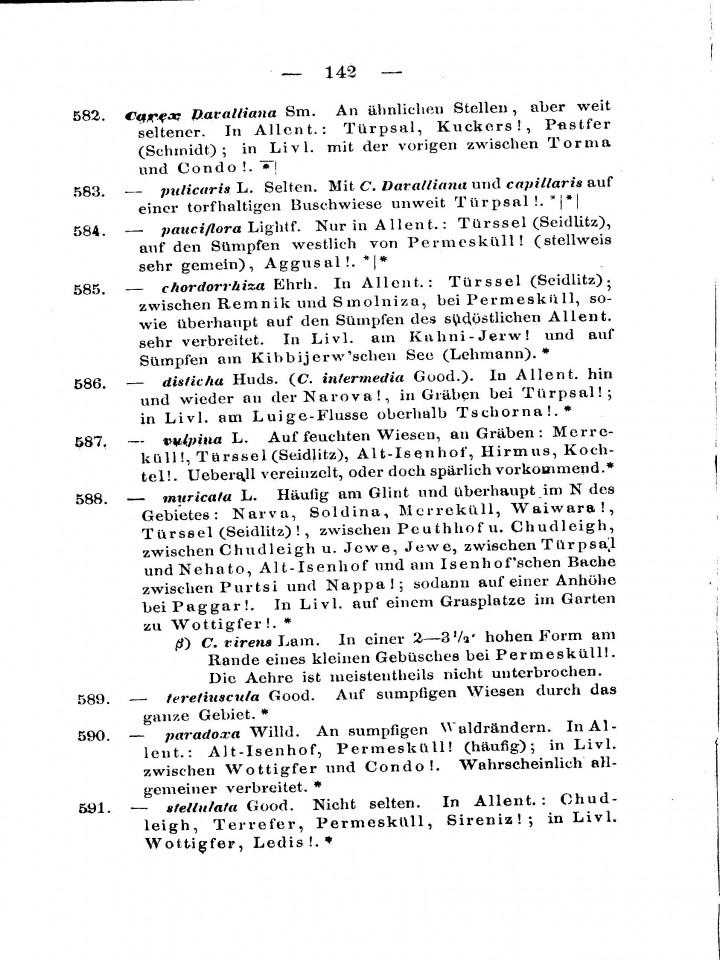 — 142 —
582. Carex Davalliana Sm. An ähnlichen Stellen, aber weit
seltener. In Allent.: Türpsal, Kuckers!, Pastfer
(Schmidt); in Livl. mit der vorigen zwischen Torma
und Condo!. *|
583. — pulicaris L. Selten. Mit C. Davalliana und capillaris auf
einer torfhaltigen Buschwiese unweit Türpsal!. *|*|
584. — pauciflora Lightf. Nur in Allent.: Türssel (Seidlitz),
auf den Sümpfen westlich von Permesküll! (stellweis
sehr gemein), Aggusal!. *|*
585. — chordorrhiza Ehrh. In Allent.: Türssel (Seidlitz);
zwischen Remnik und Smolniza, bei Permesküll, so-
wie überhaupt auf den Sümpfen des südöstlichen Allent.
sehr verbreitet. In Livl. am Kahni-Jerw! und auf
Sümpfen am Kibbijerw'schen See (Lehmann). *
586. — disticha Huds. (C. intermedia Good.). In Allent. hin
und wieder an der Narova!, in Gräben bei Türpsal!;
in Livl. am Luige-Flusse oberhalb Tschorna!. *
587. — vulpina L. Auf feuchten Wiesen, an Gräben: Merre-
küll!, Türssel (Seidlitz), Alt-Isenhof, Hirmus, Koch-
tel!. Ueberall vereinzelt, oder doch spärlich vorkommend.*
588. — muricata L. Häufig am Glint und überhaupt im N des
Gebietes: Narva, Soldina, Merreküll, Waiwara!,
Türssel (Seidlitz)!, zwischen Peuthhof u. Chudleigh,
zwischen Chudleigh u. Jewe, Jewe, zwischen Türpsal
und Nehato, Alt-Isenhof und am Isenhof'schen Bache
zwischen Purtsi und Nappa!; sodann auf einer Anhöhe
bei Paggar!. In Livl. auf einem Grasplatze im Garten
zu Wottigfer!. *
β) C. virens Lam. In einer 2—3½' hohen Form am
Rande eines kleinen Gebüsches bei Permesküll!.
Die Aehre ist meistentheils nicht unterbrochen.
589. — teretiuscula Good. Auf sumpfigen Wiesen durch das
ganze Gebiet. *
590. — paradoxa Willd. An sumpfigen Waldrändern. In Al-
lent.: Alt-Isenhof, Permesküll! (häufig); in Livl.
zwischen Wottigfer und Condo!. Wahrscheinlich all-
gemeiner verbreitet. *
591. — stellulata Good. Nicht selten. In Allent.: Chud-
leigh, Terrefer, Permesküll, Sireniz!; in Livl.
Wottigfer, Ledis!. *